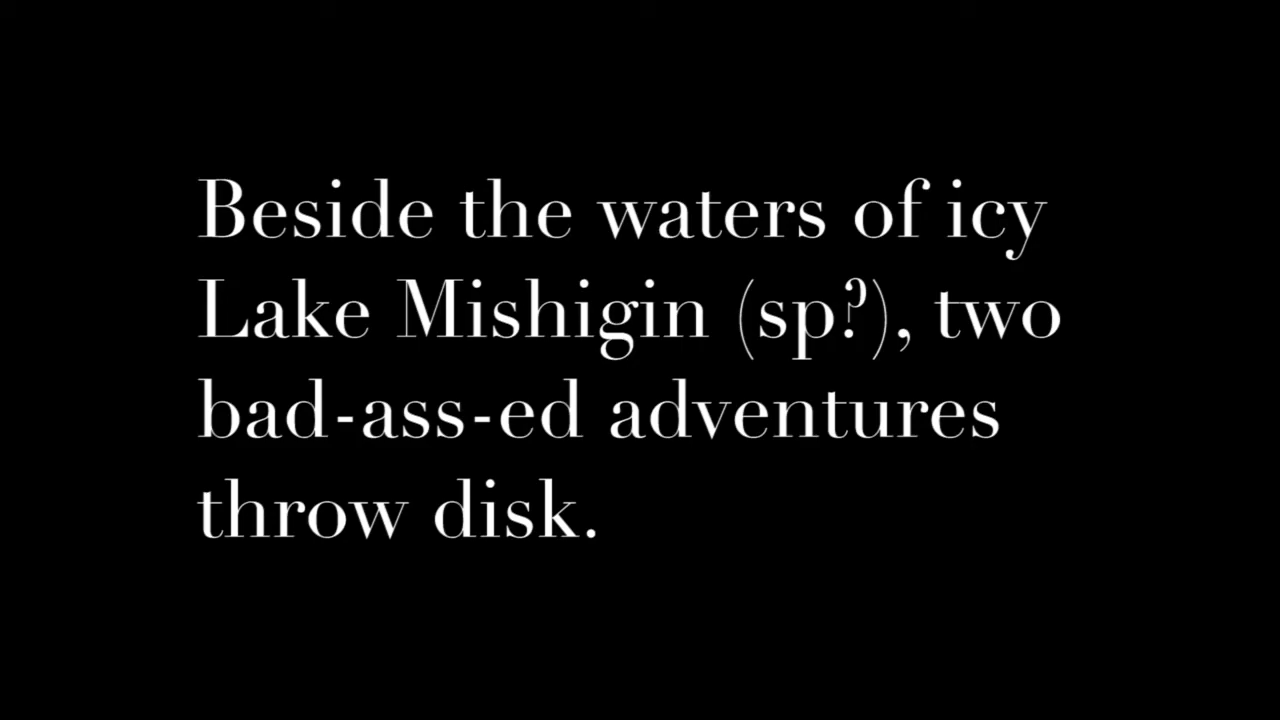 Beside the waters of icy
Lake Mishigin (sp?), two
bad-ass-ed adventures
throw disk.